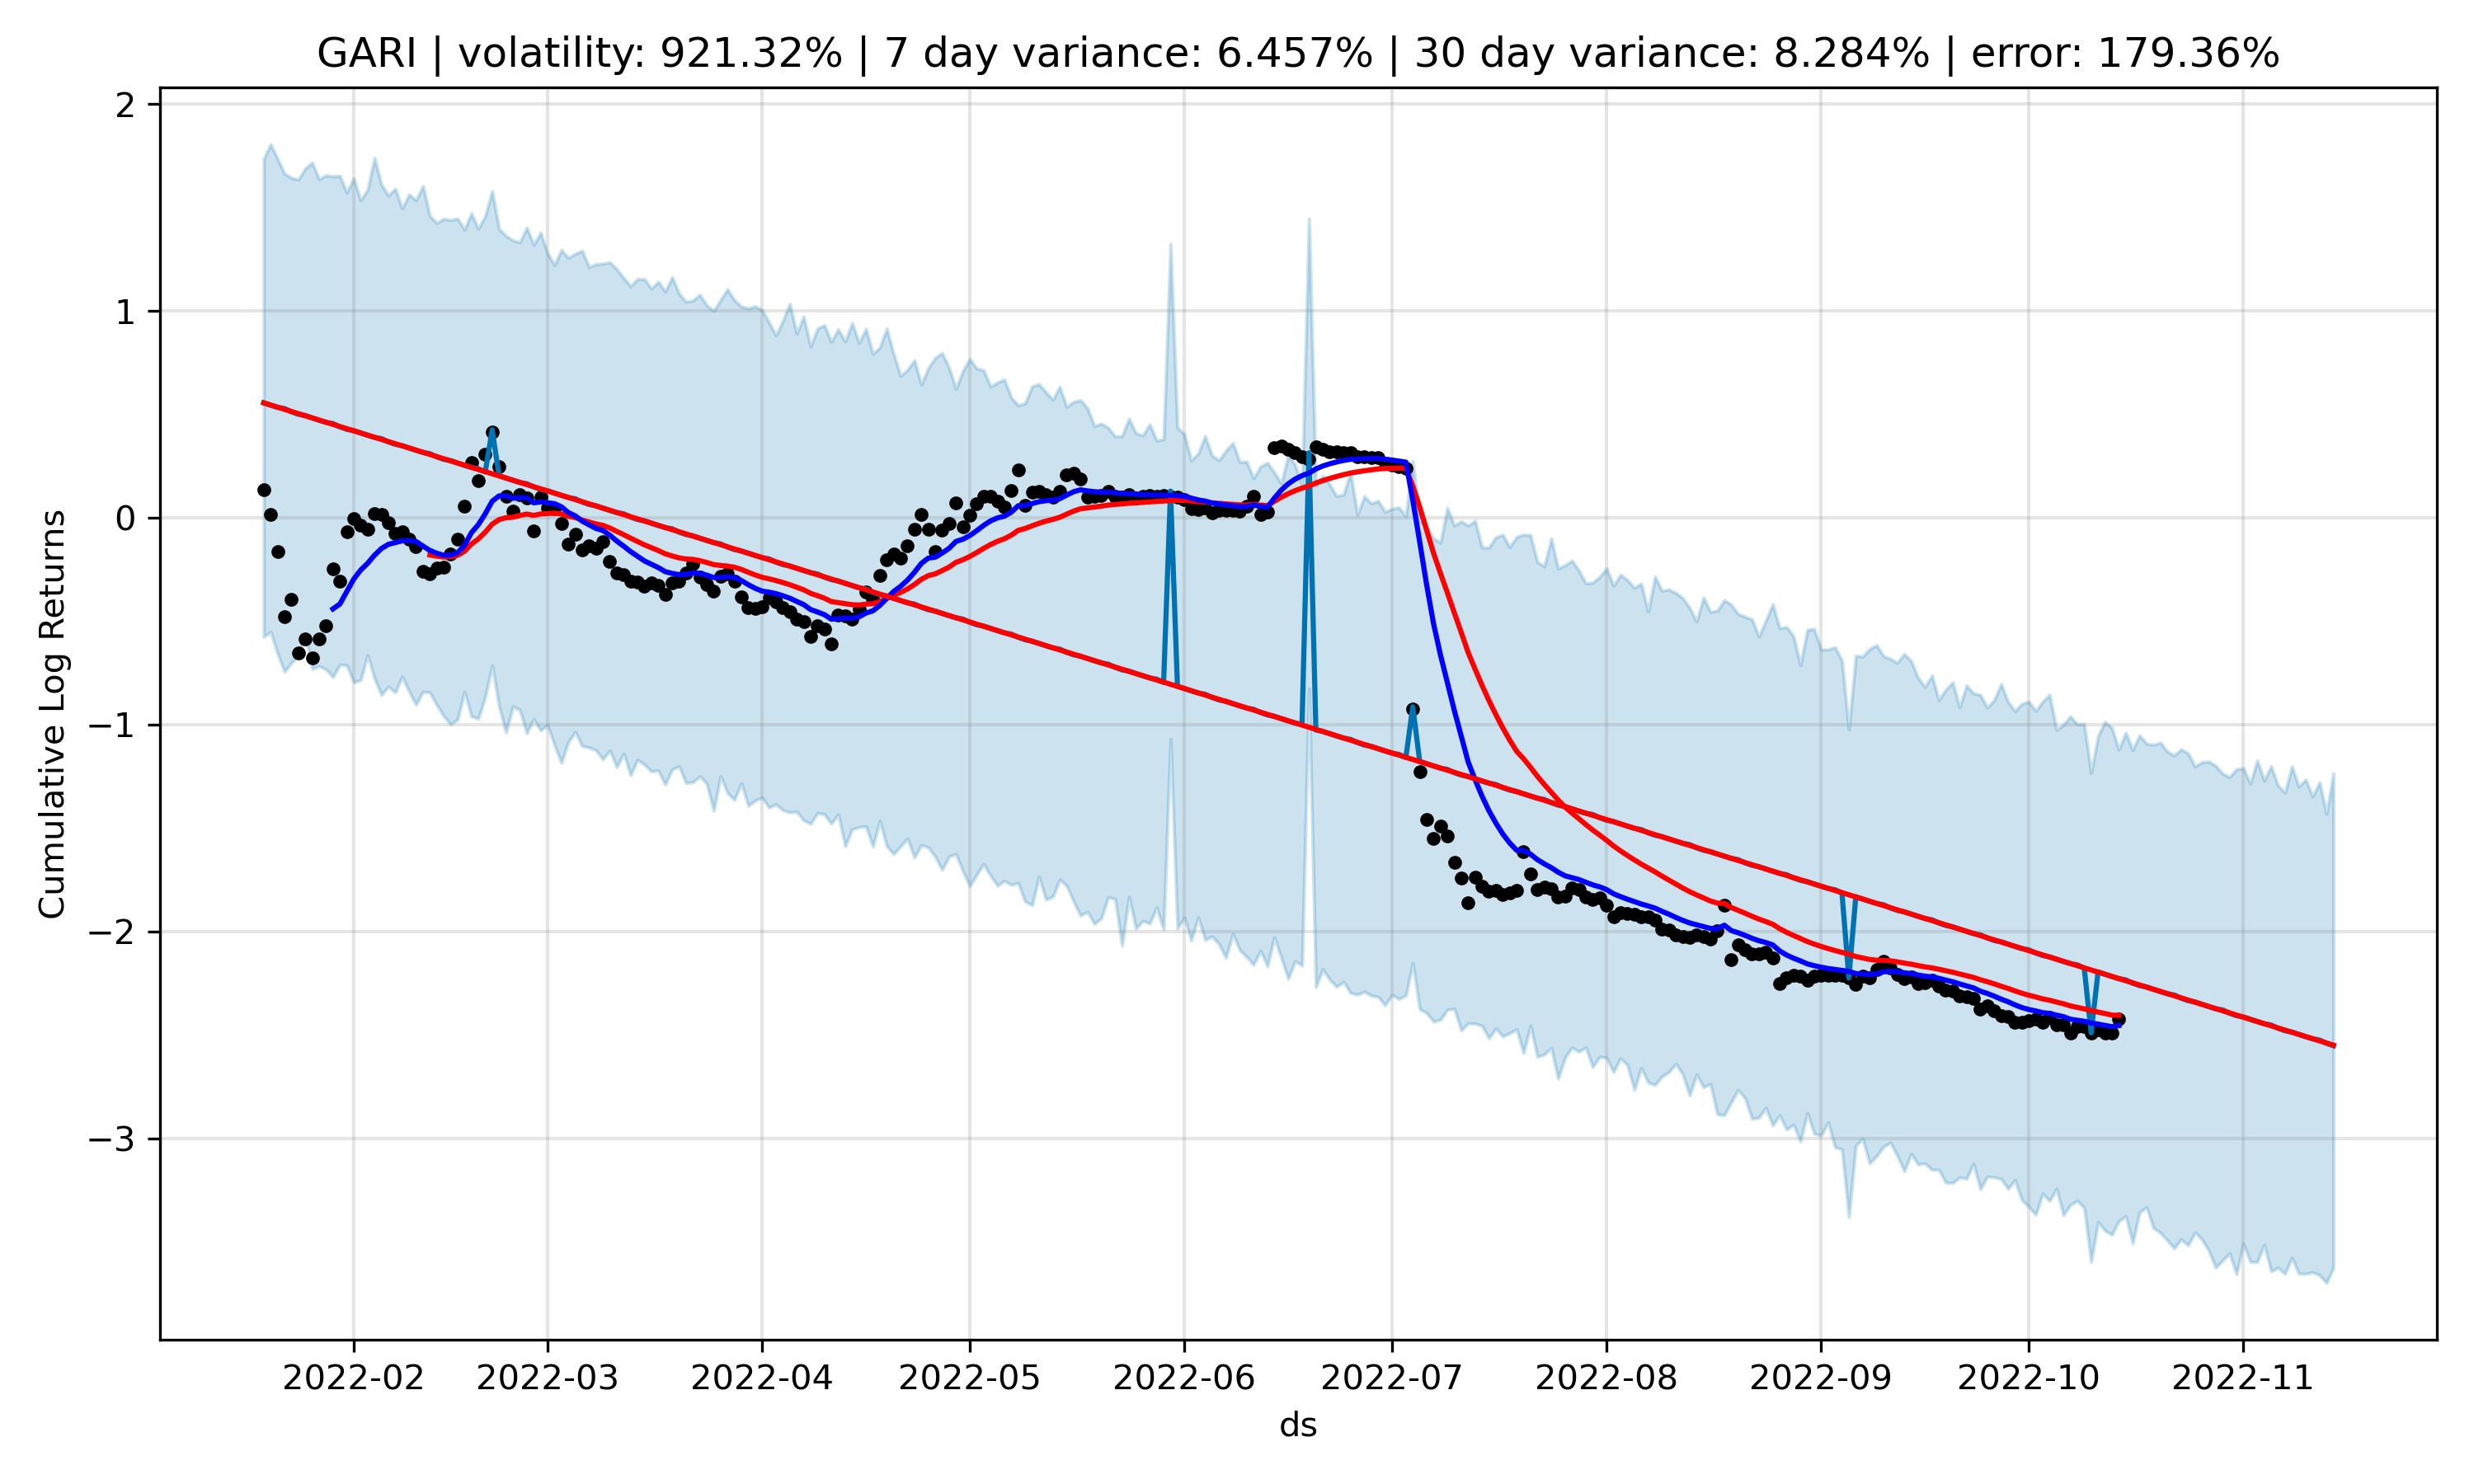 GARI | volatility: 921.32% | 7 day variance: 6.457% | 30 day variance: 8.284% | error: 179.36%
2
1
0
−1
−2
−3
Cumulative Log Returns
2022-02 2022-03 2022-04 2022-05 2022-06 2022-07 2022-08 2022-09 2022-10 2022-11
ds